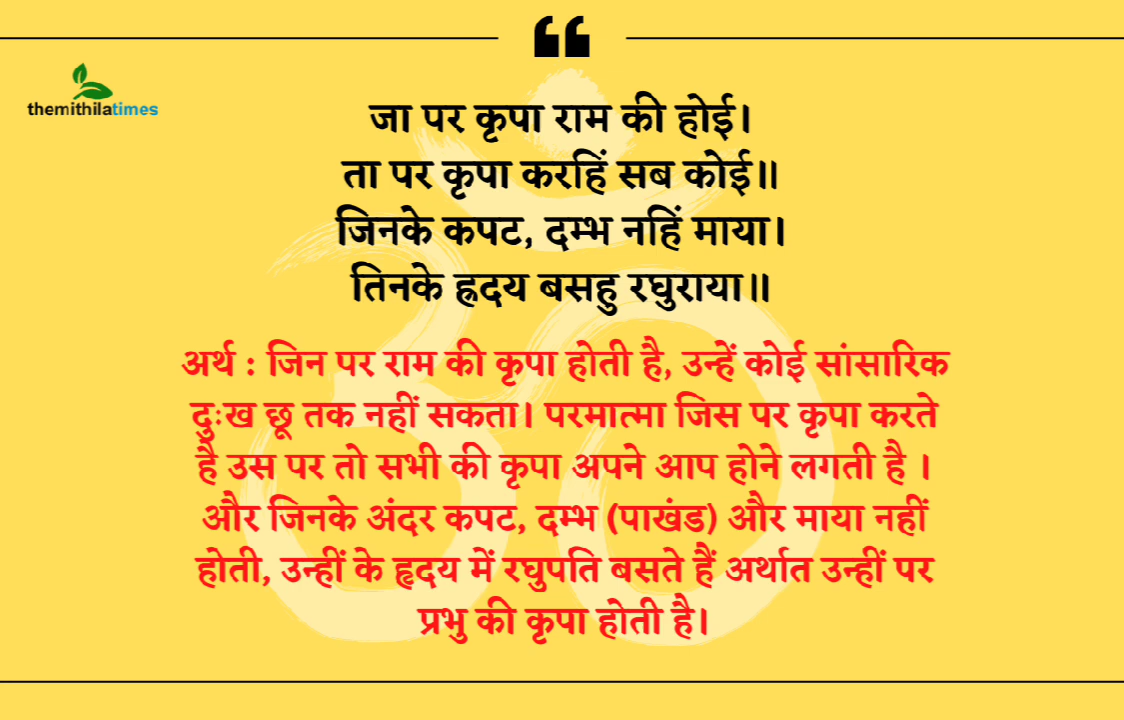 themithilatimes
जा पर कृपा राम की होई।
ता पर कृपा करहिं सब कोई॥
जिनके कपट, दम्भ नहिं माया।
तिनके ह्रदय बसहु रघुराया॥
अर्थ : जिन पर राम की कृपा होती है, उन्हें कोई सांसारिक
दुःख छू तक नहीं सकता। परमात्मा जिस पर कृपा करते
है उस पर तो सभी की कृपा अपने आप होने लगती है ।
और जिनके अंदर कपट, दम्भ (पाखंड) और माया नहीं
होती, उन्हीं के हृदय में रघुपति बसते हैं अर्थात उन्हीं पर
प्रभु की कृपा होती है।